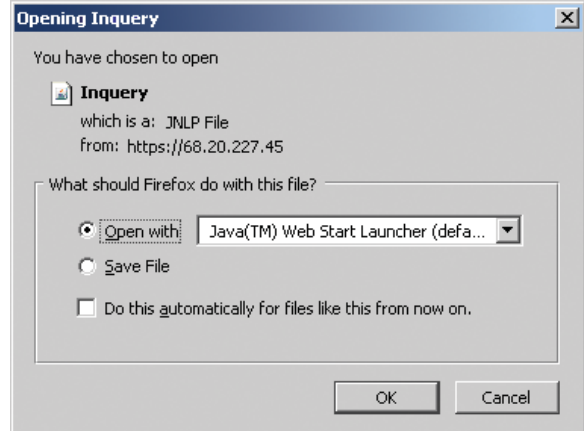 Opening Inquery
You have chosen to open
Inquery
which is a: JNLP File
from: https://68.20.227.45
What should Firefox do with this file?
Open with Java(TM) Web Start Launcher (defa...
Save File
Do this automatically for files like this from now on.
OK Cancel